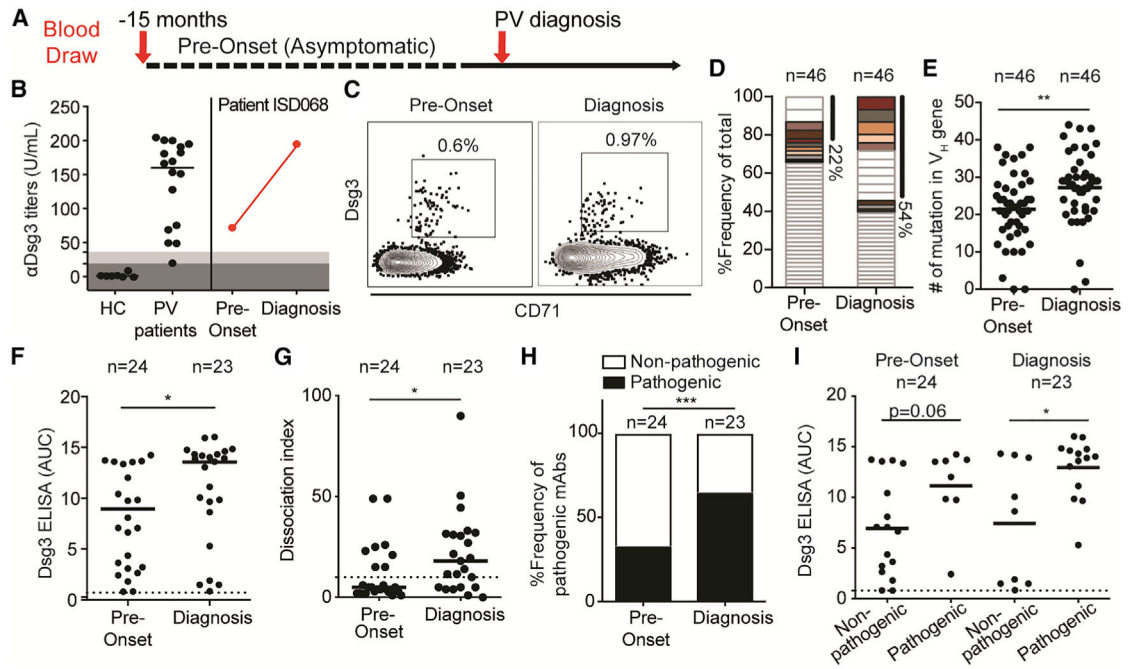 A
Blood
Draw
-15 months
Pre-Onset (Asymptomatic)
PV diagnosis
B
αDsg3 titers (U/mL)
250
200
150
100
50
50
25
0
Patient ISD068
HC
PV
patients
Pre-
Onset
Diagnosis
C
Pre-Onset
Diagnosis
0.6%
0.97%
Dsg3
CD71
D
n=46
n=46
%Frequency of total
100
80
60
40
20
0
22%
54%
Pre-
Onset
Diagnosis
E
n=46
n=46
**
# of mutation in VH gene
50
40
30
20
10
0
Pre-
Onset
Diagnosis
F
n=24
n=23
*
Dsg3 ELISA (AUC)
20
15
10
5
0
Pre-
Onset
Diagnosis
G
n=24
n=23
*
Dissociation index
100
50
0
Pre-
Onset
Diagnosis
H
Non-pathogenic
Pathogenic
***
n=24
n=23
%Frequency of
pathogenic mAbs
100
50
0
Pre-
Onset
Diagnosis
I
Pre-Onset
Diagnosis
n=24
n=23
p=0.06
*
Dsg3 ELISA (AUC)
20
15
10
5
0
Non-
pathogenic
Pathogenic
Non-
pathogenic
Pathogenic